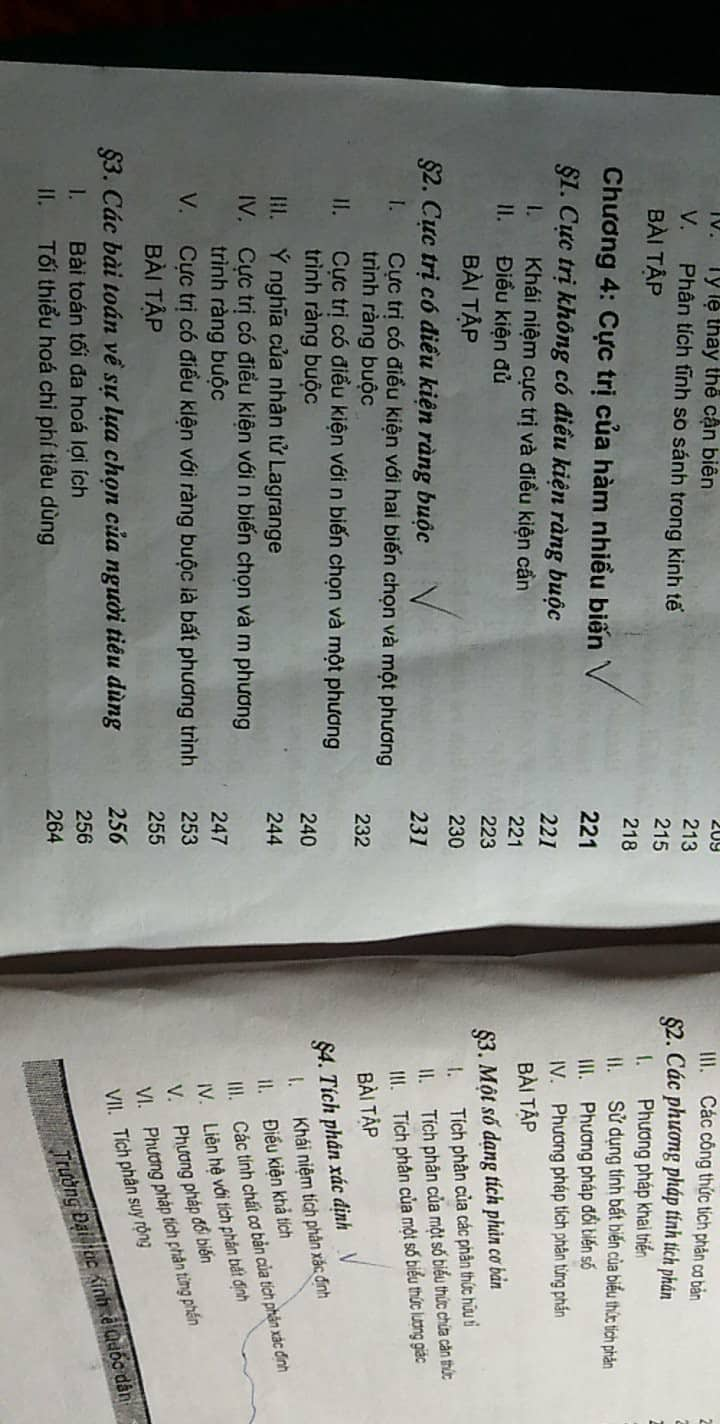 IV. Tỷ lệ thay thế cận biên 209
V. Phân tích tĩnh so sánh trong kinh tế 213
BÀI TẬP 215
218
Chương 4: Cực trị của hàm nhiều biến 221
§1. Cực trị không có điều kiện ràng buộc 221
I. Khái niệm cực trị và điều kiện cần 221
II. Điều kiện đủ 223
BÀI TẬP 230
§2. Cực trị có điều kiện ràng buộc 231
I. Cực trị có điều kiện với hai biến chọn và một phương
trình ràng buộc 232
II. Cực trị có điều kiện với n biến chọn và một phương
trình ràng buộc 240
III. Ý nghĩa của nhân tử Lagrange 244
IV. Cực trị có điều kiện với n biến chọn và m phương
trình ràng buộc 247
V. Cực trị có điều kiện với ràng buộc là bất phương trình 253
BÀI TẬP 255
§3. Các bài toán về sự lựa chọn của người tiêu dùng 256
I. Bài toán tối đa hoá lợi ích 256
II. Tối thiểu hoá chi phí tiêu dùng 264
III. Các công thức tích phân cơ bản
§2. Các phương pháp tính tích phân
I. Phương pháp khai triển
II. Sử dụng tính bất biến của biểu thức tích phân
III. Phương pháp đổi biến số
IV. Phương pháp tích phân từng phần
BÀI TẬP
§3. Một số dạng tích phân cơ bản
I. Tích phân của các phân thức hữu tỉ
II. Tích phân của một số biểu thức chứa căn thức
III. Tích phân của một số biểu thức lượng giác
BÀI TẬP
§4. Tích phân xác định
I. Khái niệm tích phân xác định
II. Điều kiện khả tích
III. Các tính chất cơ bản của tích phân xác định
IV. Liên hệ với tích phân bất định
V. Phương pháp đổi biến
VI. Phương pháp tích phân từng phần
VII. Tích phân suy rộng
Trường Đại học Kinh tế Quốc dân